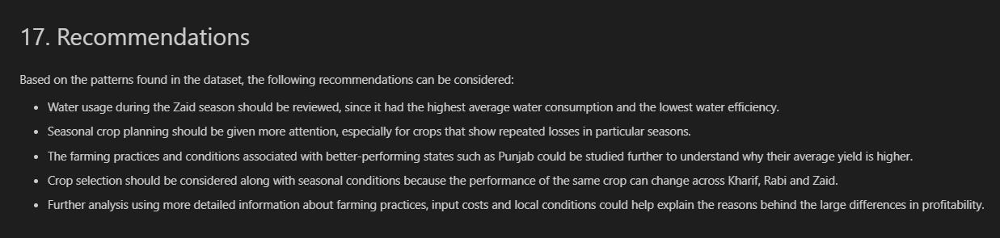 17. Recommendations
Based on the patterns found in the dataset, the following recommendations can be considered:
• Water usage during the Zaid season should be reviewed, since it had the highest average water consumption and the lowest water efficiency.
• Seasonal crop planning should be given more attention, especially for crops that show repeated losses in particular seasons.
• The farming practices and conditions associated with better-performing states such as Punjab could be studied further to understand why their average yield is higher.
• Crop selection should be considered along with seasonal conditions because the performance of the same crop can change across Kharif, Rabi and Zaid.
• Further analysis using more detailed information about farming practices, input costs and local conditions could help explain the reasons behind the large differences in profitability.